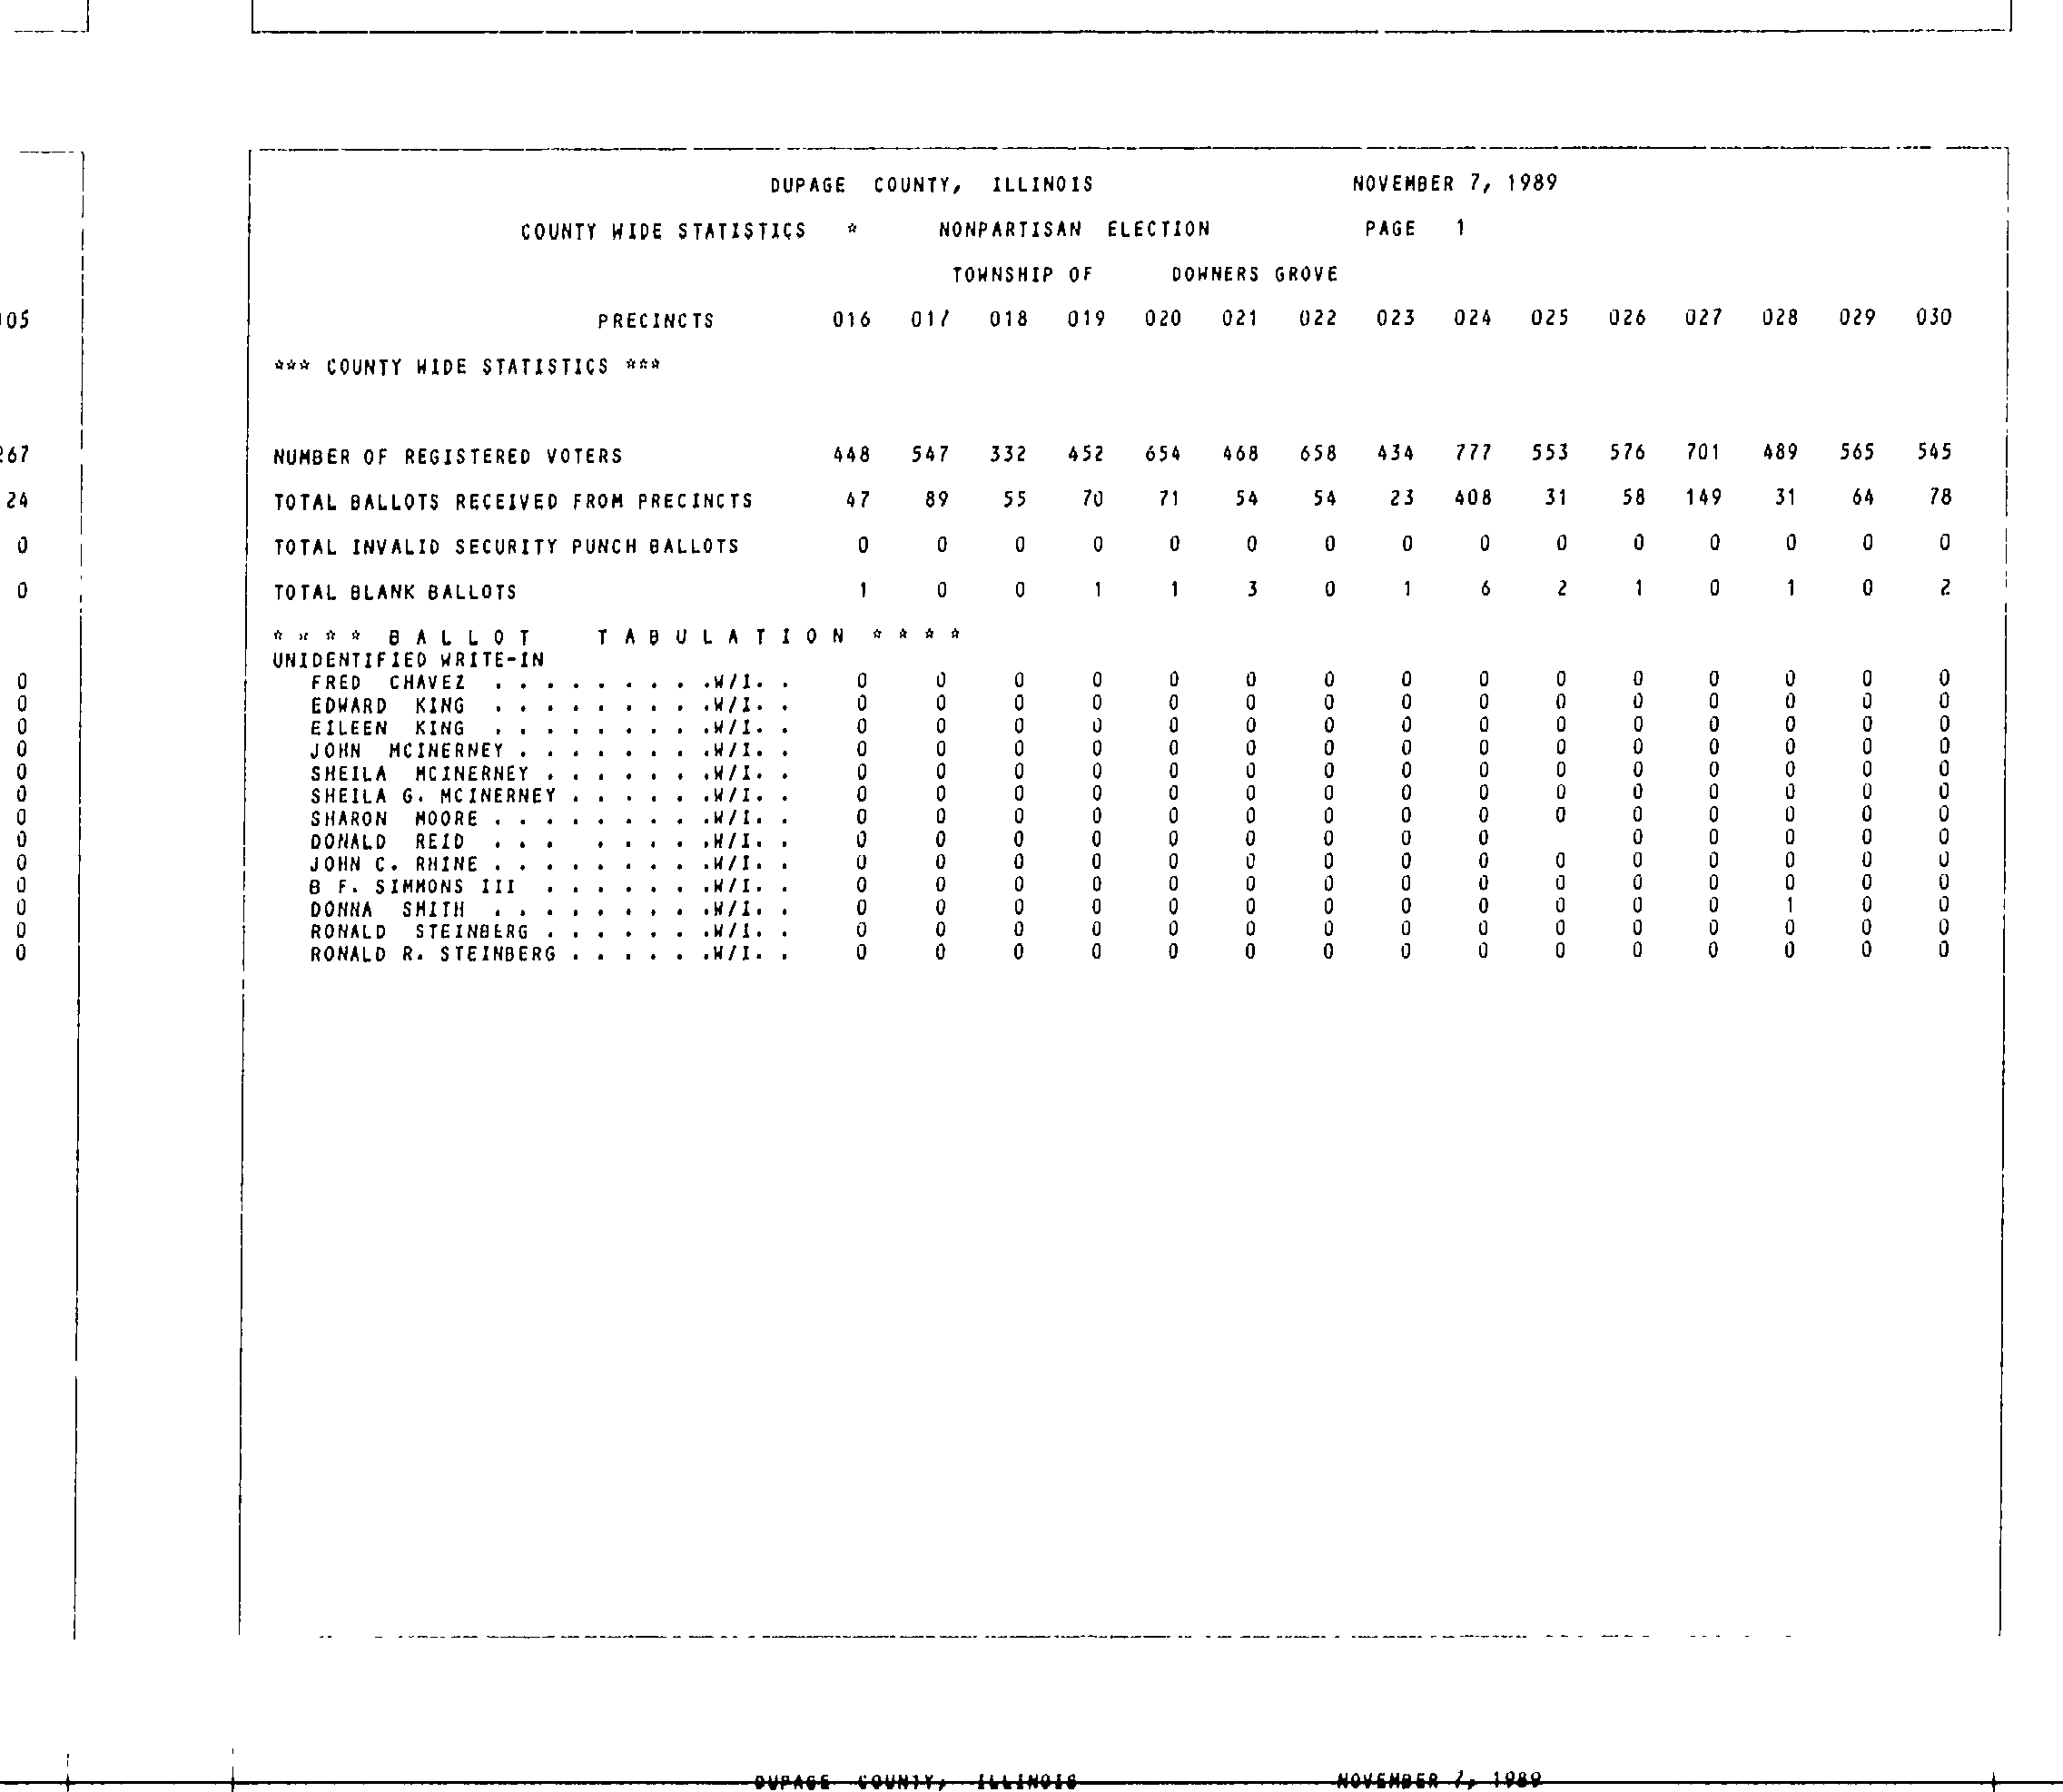 DUPAGE COUNTY, ILLINOIS NOVEMBER 7, 1989
COUNTY WIDE STATISTICS * NONPARTISAN ELECTION PAGE 1
TOWNSHIP OF DOWNERS GROVE
05 PRECINCTS 016 017 018 019 020 021 022 023 024 025 026 027 028 029 030
*** COUNTY WIDE STATISTICS ***
267 NUMBER OF REGISTERED VOTERS 448 547 332 452 654 468 658 434 777 553 576 701 489 565 545
24 TOTAL BALLOTS RECEIVED FROM PRECINCTS 47 89 55 70 71 54 54 23 408 31 58 149 31 64 78
0 TOTAL INVALID SECURITY PUNCH BALLOTS 0 0 0 0 0 0 0 0 0 0 0 0 0 0 0
0 TOTAL BLANK BALLOTS 1 0 0 1 1 3 0 1 6 2 1 0 1 0 2
* * * * B A L L O T T A B U L A T I O N * * * *
UNIDENTIFIED WRITE-IN
0 FRED CHAVEZ . . . . . . . . .W/I. . 0 0 0 0 0 0 0 0 0 0 0 0 0 0 0
0 EDWARD KING . . . . . . . . .W/I. . 0 0 0 0 0 0 0 0 0 0 0 0 0 0 0
0 EILEEN KING . . . . . . . . .W/I. . 0 0 0 0 0 0 0 0 0 0 0 0 0 0 0
0 JOHN MCINERNEY . . . . . . . .W/I. . 0 0 0 0 0 0 0 0 0 0 0 0 0 0 0
0 SHEILA MCINERNEY . . . . . . .W/I. . 0 0 0 0 0 0 0 0 0 0 0 0 0 0 0
0 SHEILA G. MCINERNEY . . . . . .W/I. . 0 0 0 0 0 0 0 0 0 0 0 0 0 0 0
0 SHARON MOORE . . . . . . . . .W/I. . 0 0 0 0 0 0 0 0 0 0 0 0 0 0 0
0 DONALD REID . . . . . . . .W/I. . 0 0 0 0 0 0 0 0 0 0 0 0 0 0
0 JOHN C. RHINE . . . . . . . . .W/I. . 0 0 0 0 0 0 0 0 0 0 0 0 0 0 0
0 B F. SIMMONS III . . . . . . .W/I. . 0 0 0 0 0 0 0 0 0 0 0 0 0 0 0
0 DONNA SMITH . . . . . . . . .W/I. . 0 0 0 0 0 0 0 0 0 0 0 0 1 0 0
0 RONALD STEINBERG . . . . . . .W/I. . 0 0 0 0 0 0 0 0 0 0 0 0 0 0 0
0 RONALD R. STEINBERG . . . . . .W/I. . 0 0 0 0 0 0 0 0 0 0 0 0 0 0 0
DUPAGE COUNTY, ILLINOIS NOVEMBER 7, 1989